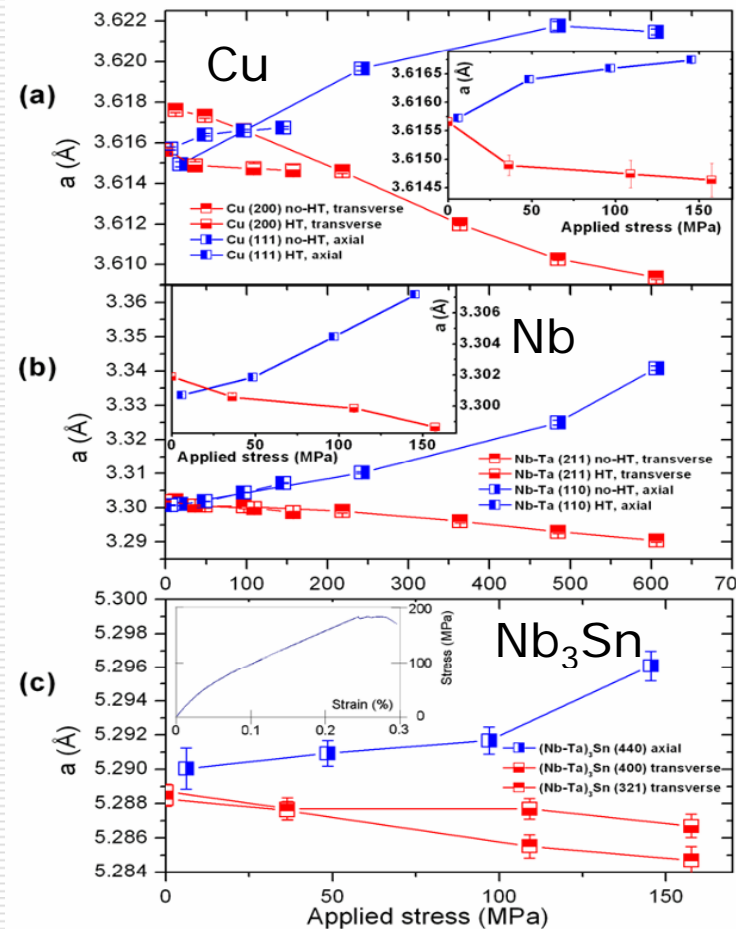 (a)
Cu
a (Å)
3.622
3.620
3.618
3.616
3.614
3.612
3.610
Cu (200) no-HT, transverse
Cu (200) HT, transverse
Cu (111) no-HT, axial
Cu (111) HT, axial
a (Å)
3.6165
3.6160
3.6155
3.6150
3.6145
0 50 100 150
Applied stress (MPa)
(b)
Nb
a (Å)
3.36
3.35
3.34
3.33
3.32
3.31
3.30
3.29
a (Å)
3.306
3.304
3.302
3.300
0 50 100 150
Applied stress (MPa)
Nb-Ta (211) no-HT, transverse
Nb-Ta (211) HT, transverse
Nb-Ta (110) no-HT, axial
Nb-Ta (110) HT, axial
0 100 200 300 400 500 600 70
(c)
Nb₃Sn
a (Å)
5.300
5.298
5.296
5.294
5.292
5.290
5.288
5.286
5.284
200
100
0
Stress (MPa)
Strain (%)
0 0.1 0.2 0.3
(Nb-Ta)₃Sn (440) axial
(Nb-Ta)₃Sn (400) transverse
(Nb-Ta)₃Sn (321) transverse
0 50 100 150
Applied stress (MPa)